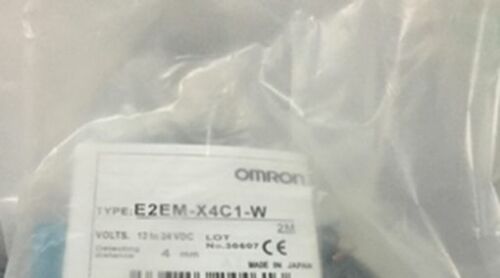 OMRON
TYPE: E2EM-X4C1-W
2M
VOLTS. 12 to 24VDC LOT
No.30607 CE
Detecting
distance 4 mm
MADE IN JAPAN